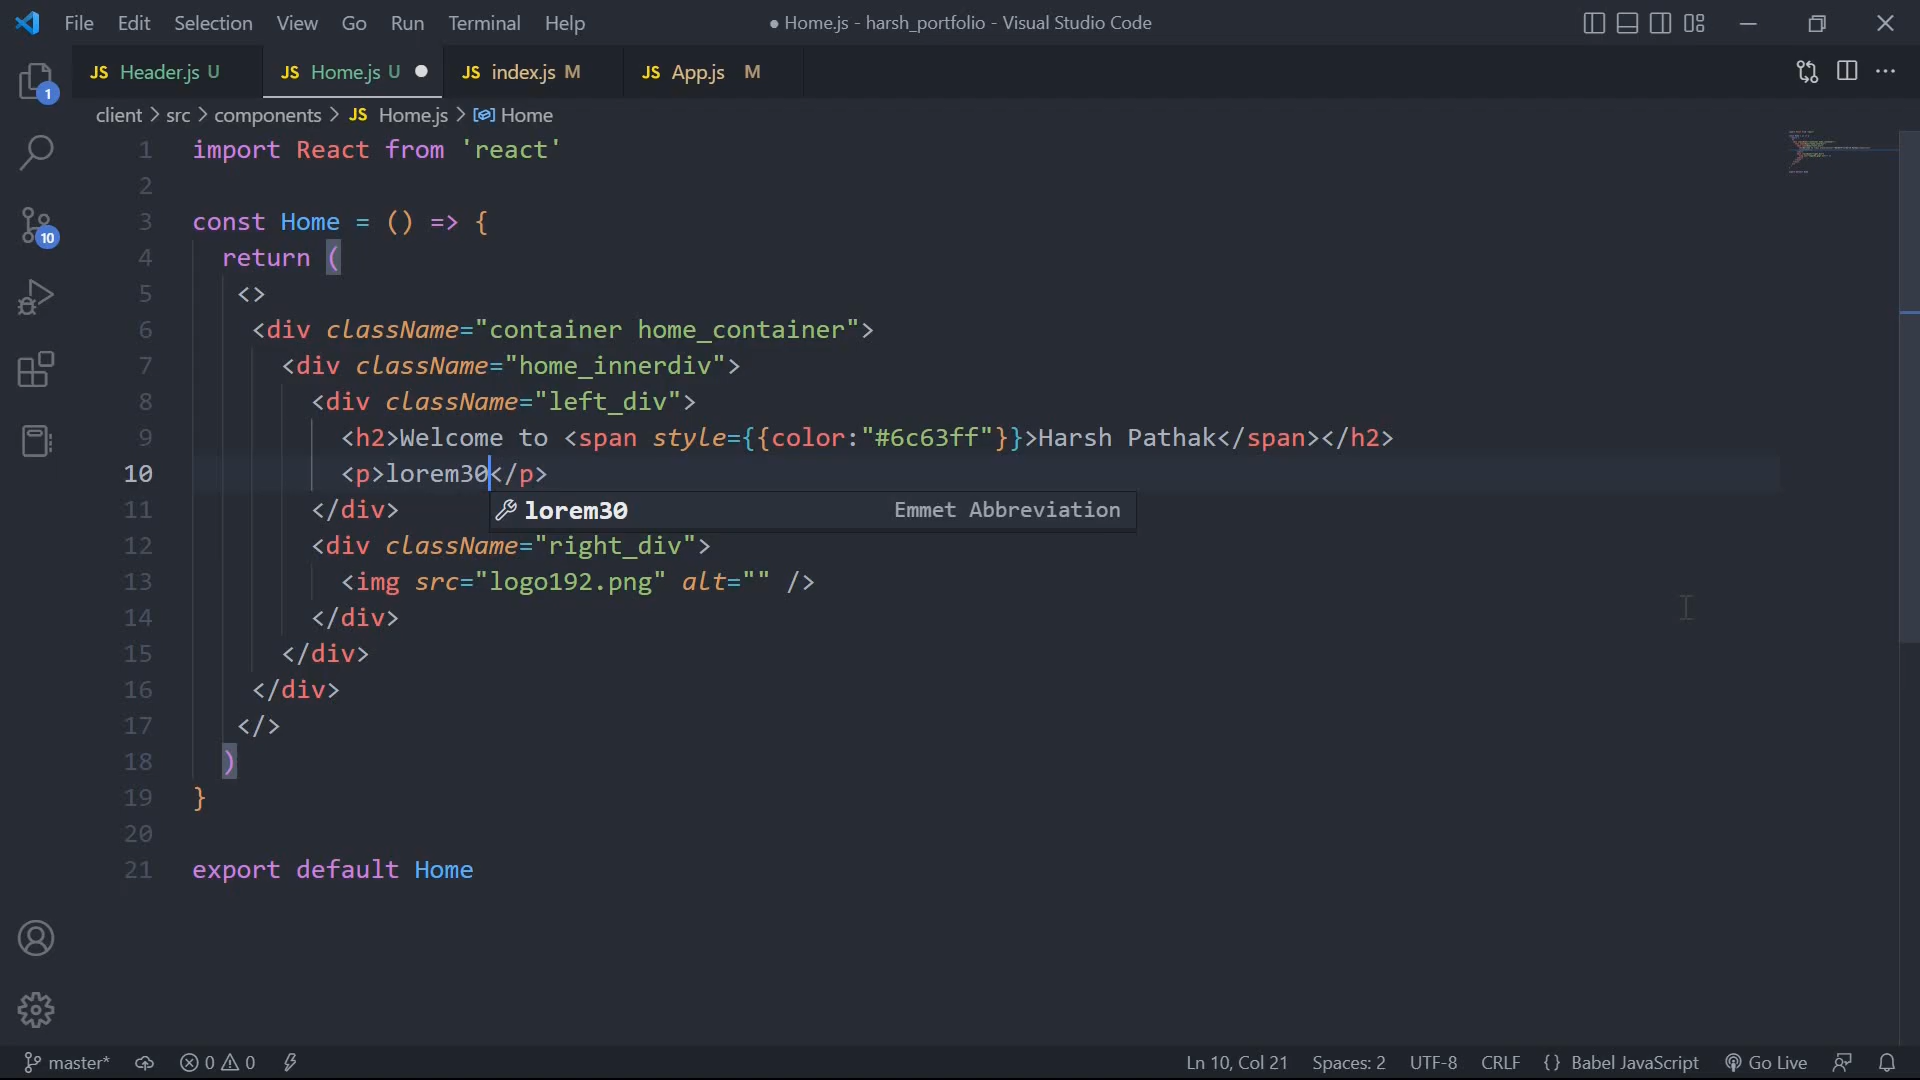 File Edit Selection View Go Run Terminal Help ● Home.js - harsh_portfolio - Visual Studio Code
JS Header.js U JS Home.js U ● JS index.js M JS App.js M
client > src > components > JS Home.js > Home
1
10
1 import React from 'react'
2
3 const Home = () => {
4 return (
5 <>
6 <div className="container home_container">
7 <div className="home_innerdiv">
8 <div className="left_div">
9 <h2>Welcome to <span style={{color:"#6c63ff"}}>Harsh Pathak</span></h2>
10 <p>lorem30</p>
lorem30 Emmet Abbreviation
11 </div>
12 <div className="right_div">
13 <img src="logo192.png" alt="" />
14 </div>
15 </div>
16 </div>
17 </>
18 )
19 }
20
21 export default Home
master* 0 0 Ln 10, Col 21 Spaces: 2 UTF-8 CRLF {} Babel JavaScript Go Live